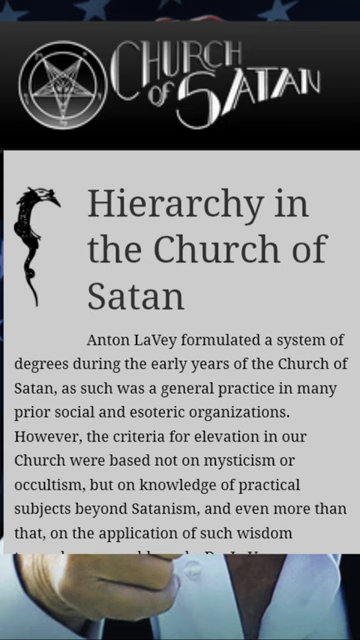 CHURCH
OF
SATAN
Hierarchy in
the Church of
Satan
Anton LaVey formulated a system of
degrees during the early years of the Church of
Satan, as such was a general practice in many
prior social and esoteric organizations.
However, the criteria for elevation in our
Church were based not on mysticism or
occultism, but on knowledge of practical
subjects beyond Satanism, and even more than
that, on the application of such wisdom